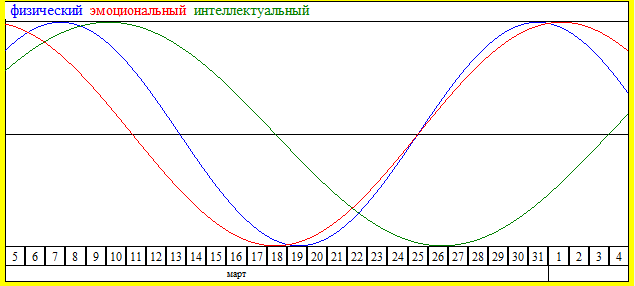 физический эмоциональный интеллектуальный
5 6 7 8 9 10 11 12 13 14 15 16 17 18 19 20 21 22 23 24 25 26 27 28 29 30 31 1 2 3 4
март